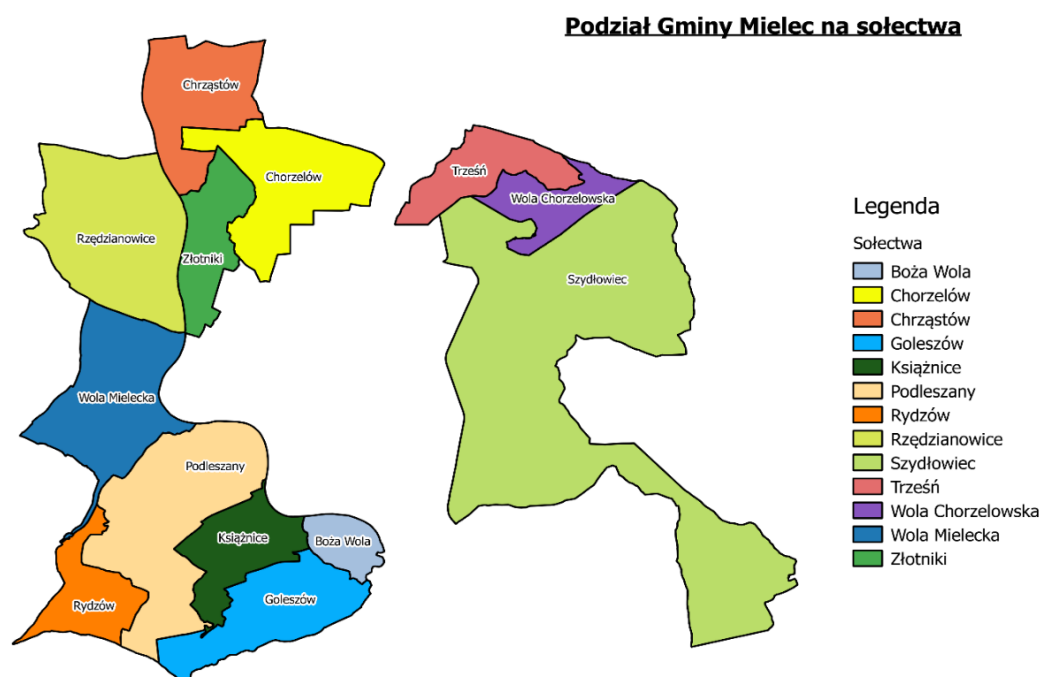 Podział Gminy Mielec na sołectwa
Chrząstów
Chorzelów
Trześń
Wola Chorzelowska
Rzędzianowice
Złotniki
Szydłowiec
Wola Mielecka
Podleszany
Książnice
Boża Wola
Goleszów
Rydzów
Legenda
Sołectwa
Boża Wola
Chorzelów
Chrząstów
Goleszów
Książnice
Podleszany
Rydzów
Rzędzianowice
Szydłowiec
Trześń
Wola Chorzelowska
Wola Mielecka
Złotniki